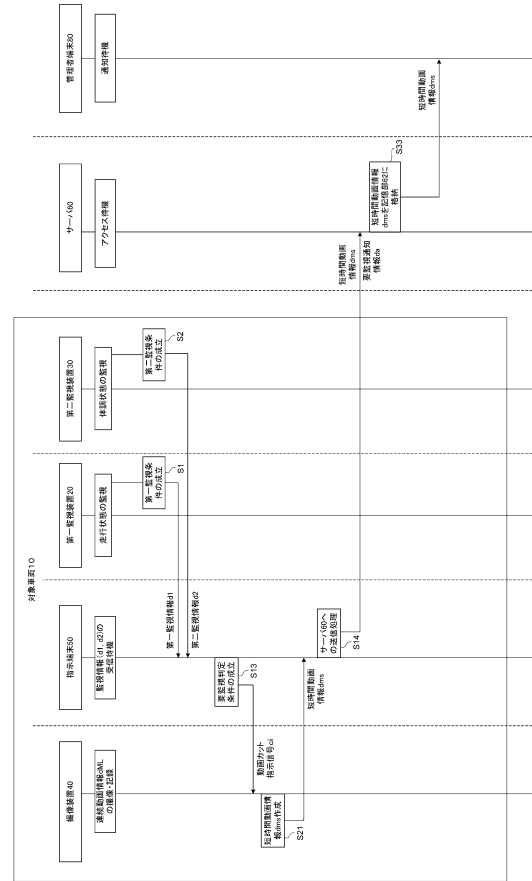 対象車両10
撮像装置40
指示端末50
第一監視装置20
第二監視装置30
サーバ60
管理者端末80
連続動画情報dML
の撮像・記録
監視情報(d1、d2)の
受信待機
走行状態の監視
体調状態の監視
アクセス待機
通知待機
第一監視条
件の成立
S1
第二監視条
件の成立
S2
第一監視情報d1
第二監視情報d2
要監視判定
条件の成立
S13
動画カット
指示信号ci
短時間動画情
報dms作成
S21
短時間動画
情報dms
サーバ60へ
の送信処理
S14
短時間動画
情報dms
要監視通知
情報da
短時間動画情報
dmsを記憶部62に
格納
S33
短時間動画
情報dms